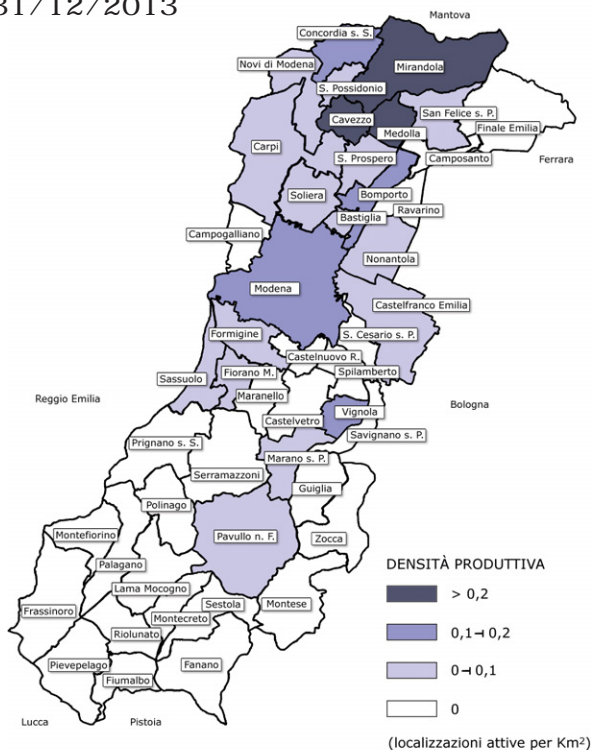 31/12/2013
Mantova
Concordia s. S.
Novi di Modena
Mirandola
S. Possidonio
Cavezzo
San Felice s. P.
Medolla
Finale Emilia
Carpi
S. Prospero
Camposanto
Ferrara
Soliera
Bomporto
Bastiglia
Ravarino
Campogalliano
Nonantola
Modena
Castelfranco Emilia
Formigine
S. Cesario s. P.
Castelnuovo R.
Fiorano M.
Spilamberto
Sassuolo
Maranello
Reggio Emilia
Bologna
Vignola
Castelvetro
Savignano s. P.
Prignano s. S.
Marano s. P.
Serramazzoni
Guiglia
Polinago
Montefiorino
Pavullo n. F.
Zocca
Palagano
Lama Mocogno
Frassinoro
Sestola
Montese
Montecreto
Riolunato
Pievepelago
Fanano
Fiumalbo
Lucca
Pistoia
DENSITÀ PRODUTTIVA
> 0,2
0,1⊣0,2
0⊣0,1
0
(localizzazioni attive per Km²)